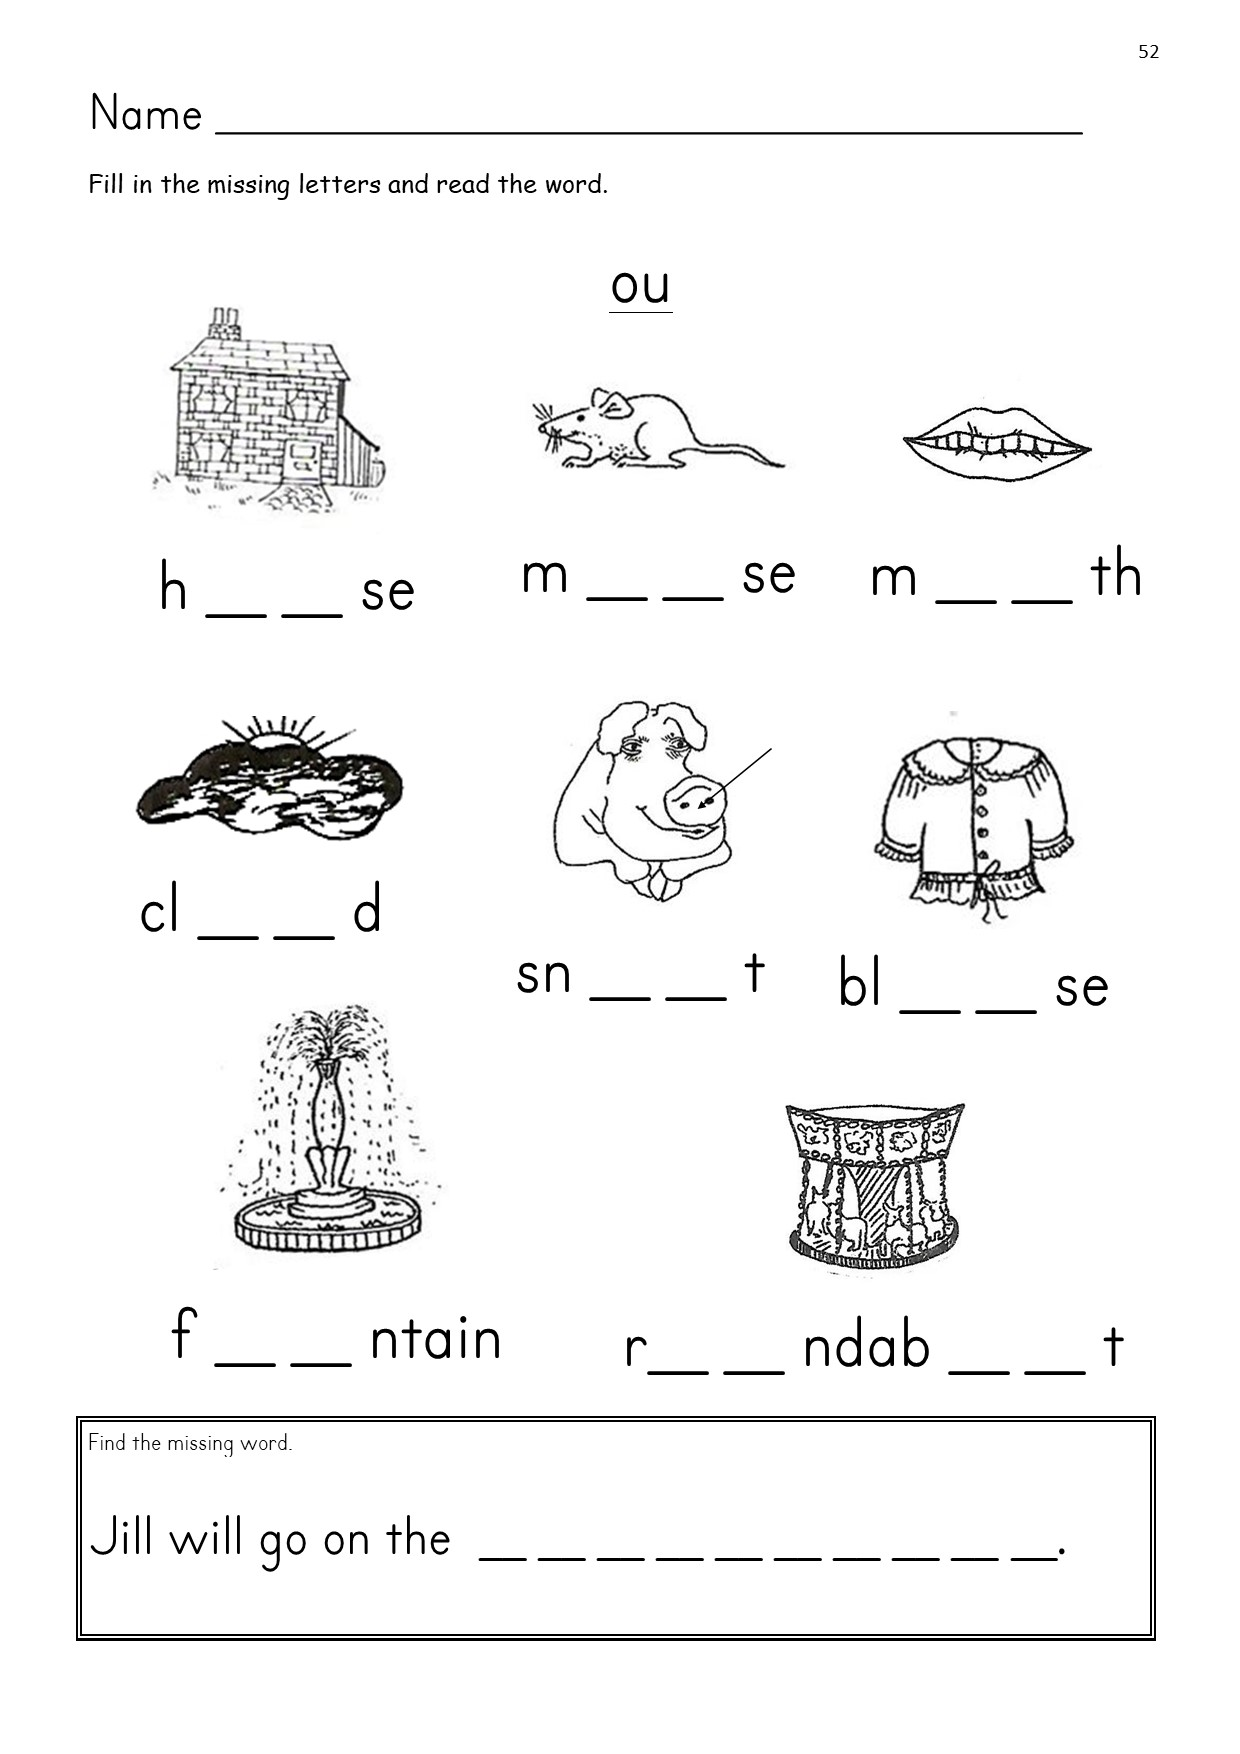 52
Name ______________________
Fill in the missing letters and read the word.
ou
h __ __ se
m __ __ se
m __ __ th
cl __ __ d
sn __ __ t
bl __ __ se
f __ __ ntain
r__ __ ndab __ __ t
Find the missing word.
Jill will go on the __ __ __ __ __ __ __ __ __ __.